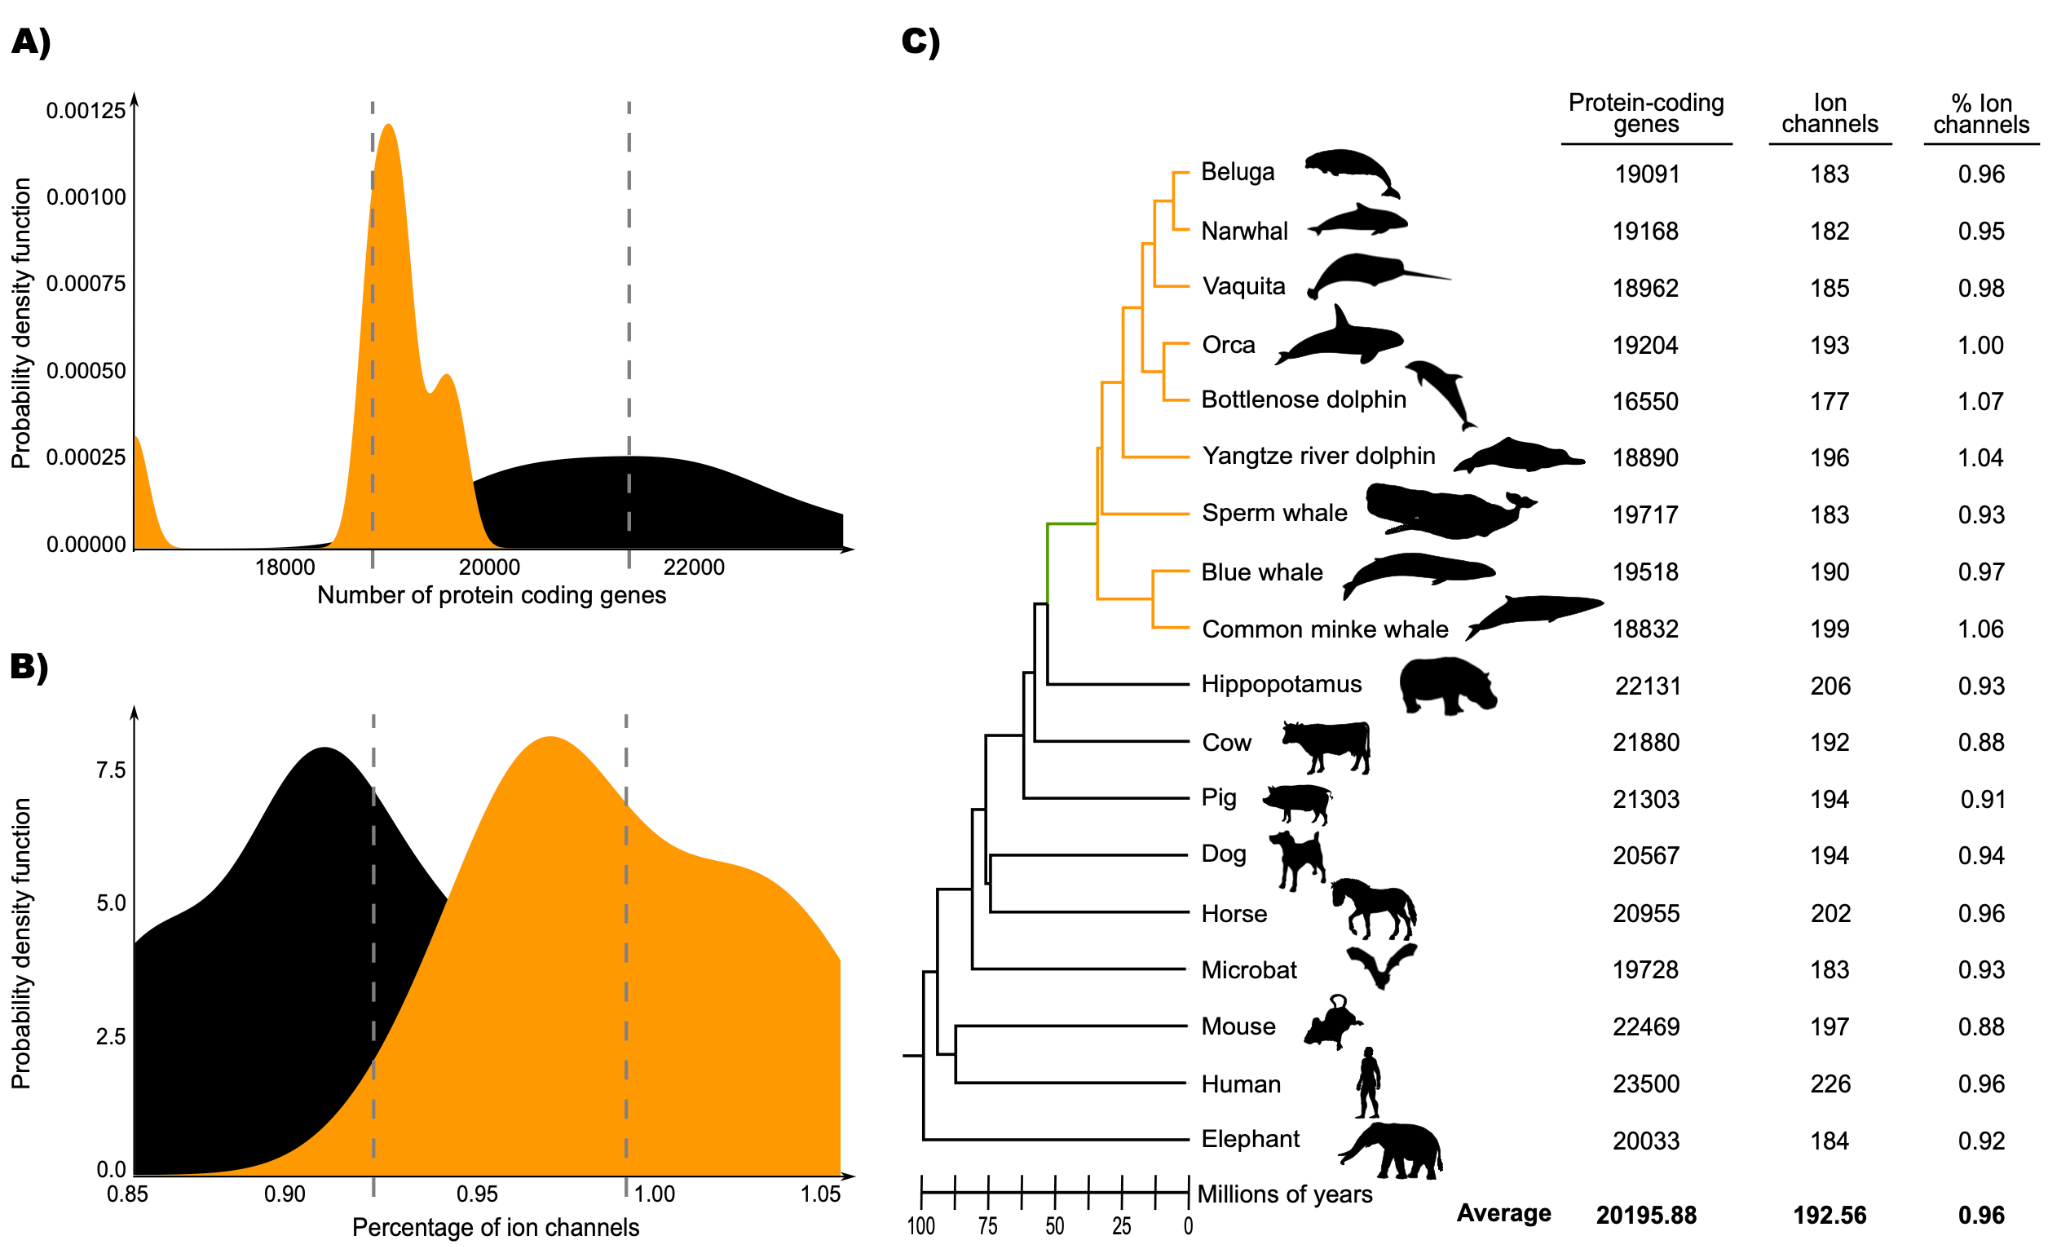 A)
0.00125
0.00100
0.00075
0.00050
0.00025
0.00000
Probability density function
18000 20000 22000
Number of protein coding genes
B)
7.5
5.0
2.5
0.0
Probability density function
0.85 0.90 0.95 1.00 1.05
Percentage of ion channels
C)
Protein-coding genes Ion channels % Ion channels
Beluga 19091 183 0.96
Narwhal 19168 182 0.95
Vaquita 18962 185 0.98
Orca 19204 193 1.00
Bottlenose dolphin 16550 177 1.07
Yangtze river dolphin 18890 196 1.04
Sperm whale 19717 183 0.93
Blue whale 19518 190 0.97
Common minke whale 18832 199 1.06
Hippopotamus 22131 206 0.93
Cow 21880 192 0.88
Pig 21303 194 0.91
Dog 20567 194 0.94
Horse 20955 202 0.96
Microbat 19728 183 0.93
Mouse 22469 197 0.88
Human 23500 226 0.96
Elephant 20033 184 0.92
Millions of years
100 75 50 25 0
Average 20195.88 192.56 0.96